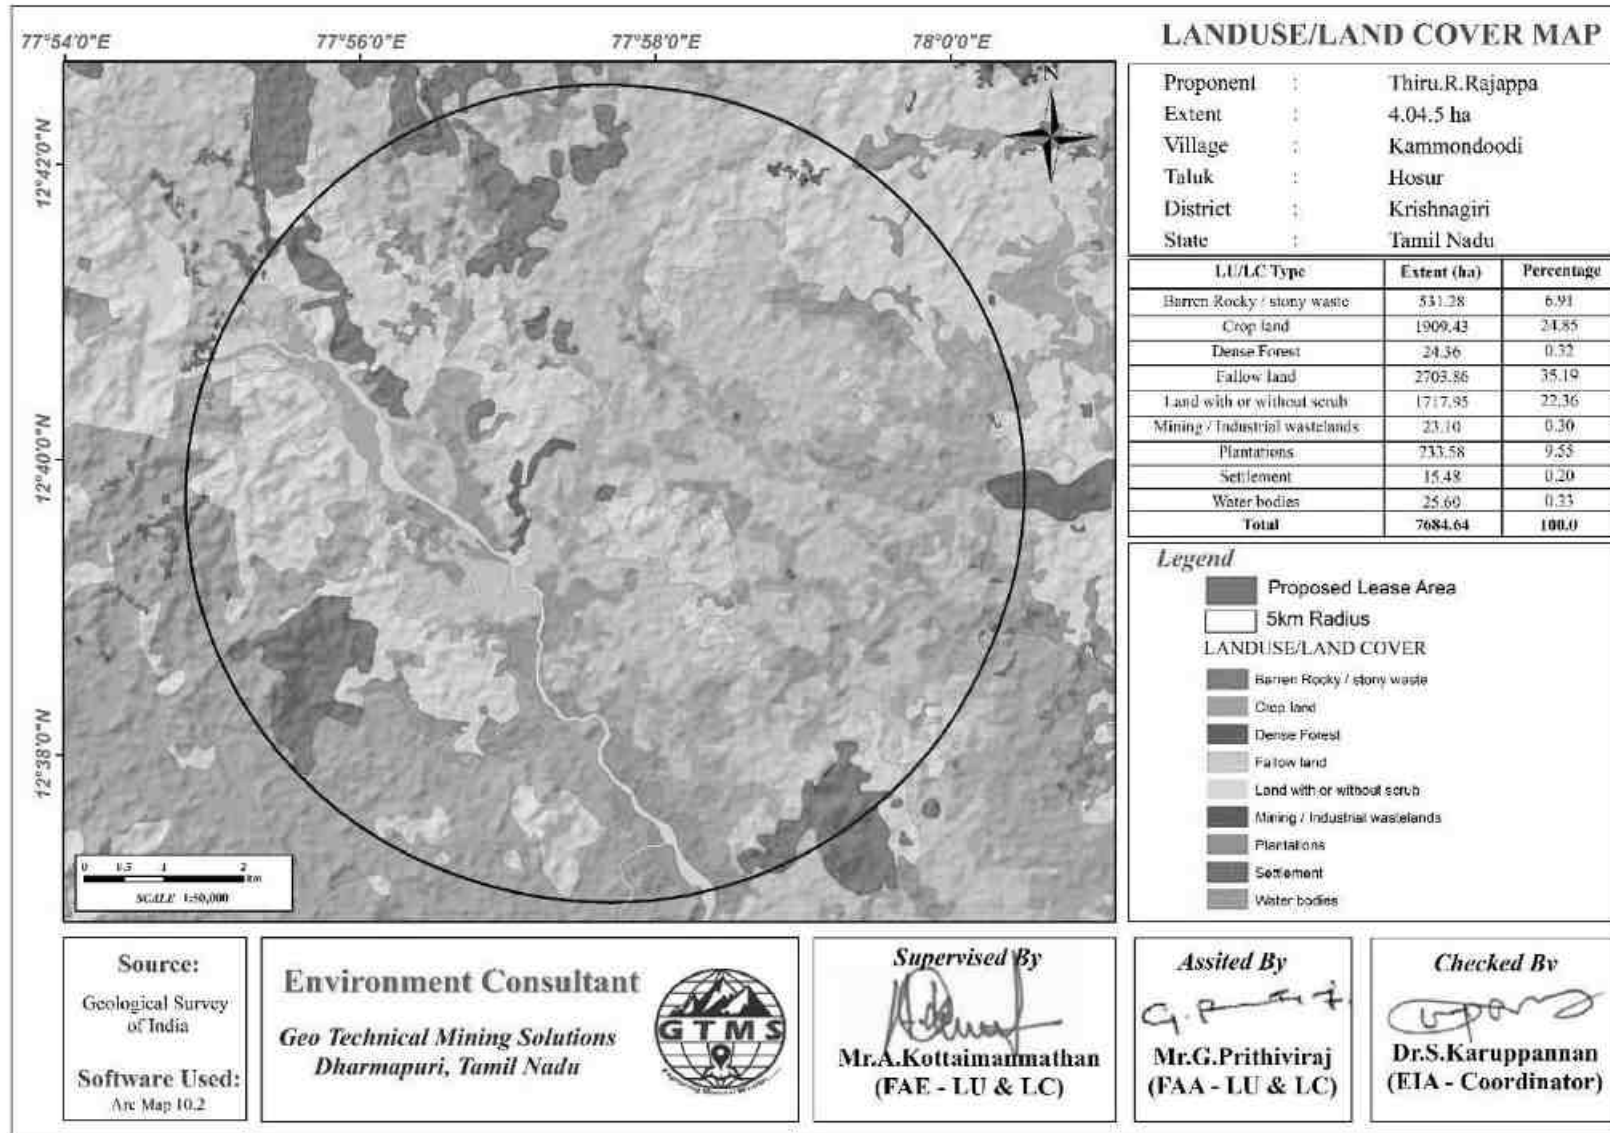 77°54'0"E 77°56'0"E 77°58'0"E 78°0'0"E
12°42'0"N
12°40'0"N
12°38'0"N
N
0 0.5 1 2
Km
SCALE 1:50,000
LANDUSE/LAND COVER MAP
Proponent : Thiru.R.Rajappa
Extent : 4.04.5 ha
Village : Kammondoodi
Taluk : Hosur
District : Krishnagiri
State : Tamil Nadu
LU/LC Type Extent (ha) Percentage
Barren Rocky / stony waste 531.28 6.91
Crop land 1909.43 24.85
Dense Forest 24.36 0.32
Fallow land 2703.86 35.19
Land with or without scrub 1717.95 22.36
Mining / Industrial wastelands 23.10 0.30
Plantations 733.58 9.55
Settlement 15.48 0.20
Water bodies 25.60 0.33
Total 7684.64 100.0
Legend
Proposed Lease Area
5km Radius
LANDUSE/LAND COVER
Barren Rocky / stony waste
Crop land
Dense Forest
Fallow land
Land with or without scrub
Mining / Industrial wastelands
Plantations
Settlement
Water bodies
Source:
Geological Survey
of India
Software Used:
Arc Map 10.2
Environment Consultant
Geo Technical Mining Solutions
Dharmapuri, Tamil Nadu
GTMS
Supervised By
Mr.A.Kottaimannathan
(FAE - LU & LC)
Assited By
Mr.G.Prithiviraj
(FAA - LU & LC)
Checked By
Dr.S.Karuppannan
(EIA - Coordinator)